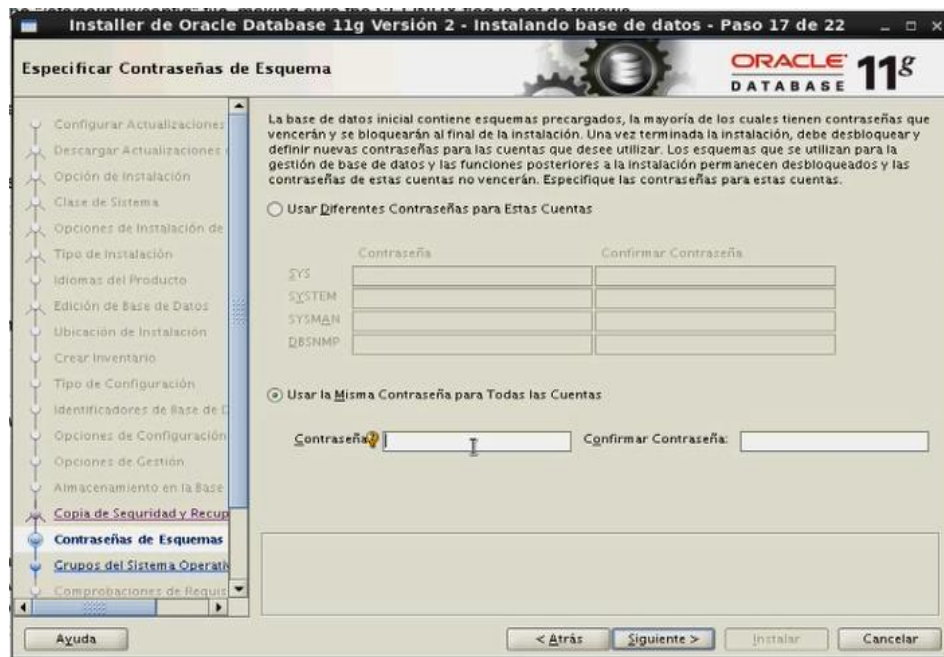 Installer de Oracle Database 11g Versión 2 - Instalando base de datos - Paso 17 de 22
Especificar Contraseñas de Esquema
ORACLE
DATABASE
11g
Configurar Actualizaciones
Descargar Actualizaciones
Opción de Instalación
Clase de Sistema
Opciones de Instalación de
Tipo de Instalación
Idiomas del Producto
Edición de Base de Datos
Ubicación de Instalación
Crear Inventario
Tipo de Configuración
Identificadores de Base de D
Opciones de Configuración
Opciones de Gestión
Almacenamiento en la Base
Copia de Seguridad y Recup
Contraseñas de Esquemas
Grupos del Sistema Operativ
Comprobaciones de Requis
La base de datos inicial contiene esquemas precargados, la mayoría de los cuales tienen contraseñas que
vencerán y se bloquearán al final de la instalación. Una vez terminada la instalación, debe desbloquear y
definir nuevas contraseñas para las cuentas que desee utilizar. Los esquemas que se utilizan para la
gestión de base de datos y las funciones posteriores a la instalación permanecen desbloqueados y las
contraseñas de estas cuentas no vencerán. Especifique las contraseñas para estas cuentas.
Usar Diferentes Contraseñas para Estas Cuentas
Contraseña Confirmar Contraseña
SYS
SYSTEM
SYSMAN
DBSNMP
Usar la Misma Contraseña para Todas las Cuentas
Contraseña Confirmar Contraseña:
Ayuda < Atrás Siguiente > Instalar Cancelar